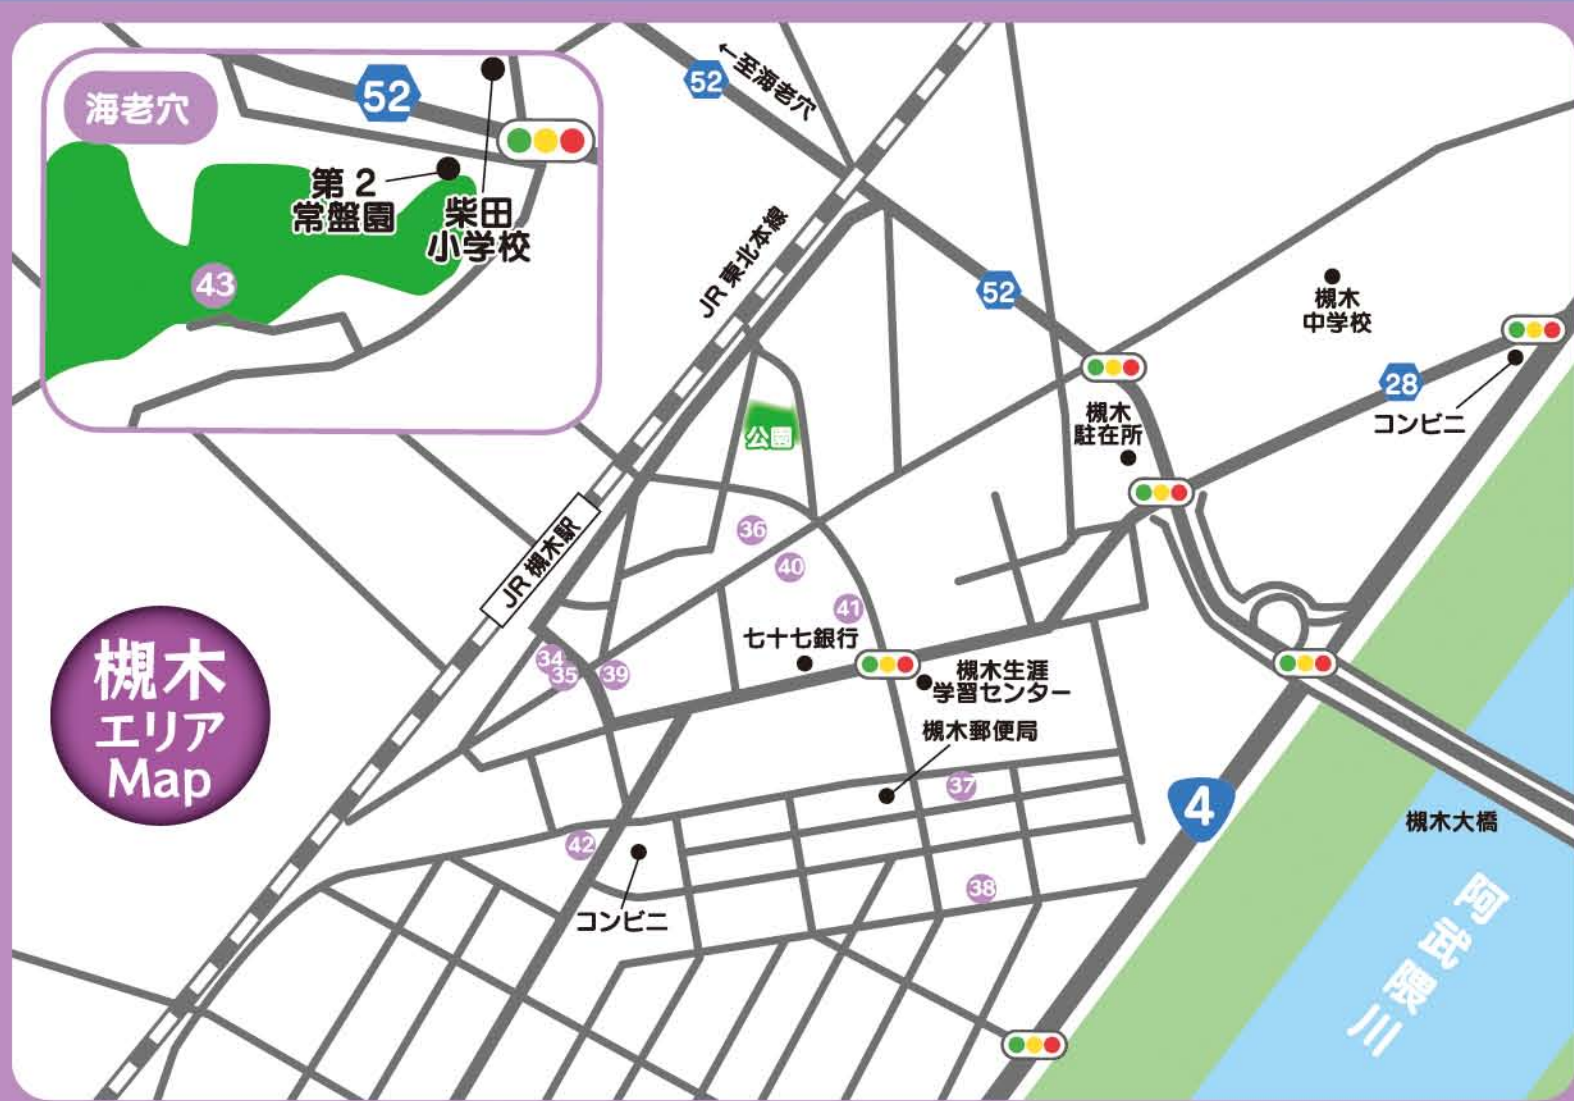 海老穴
52
第2
常盤園
柴田
小学校
43
52
←至海老穴
JR東北本線
52
槻木
中学校
28
コンビニ
槻木
駐在所
公園
36
40
41
JR槻木駅
34
35
39
七十七銀行
槻木生涯
学習センター
槻木郵便局
37
38
42
コンビニ
4
槻木大橋
阿武隈川
槻木
エリア
Map